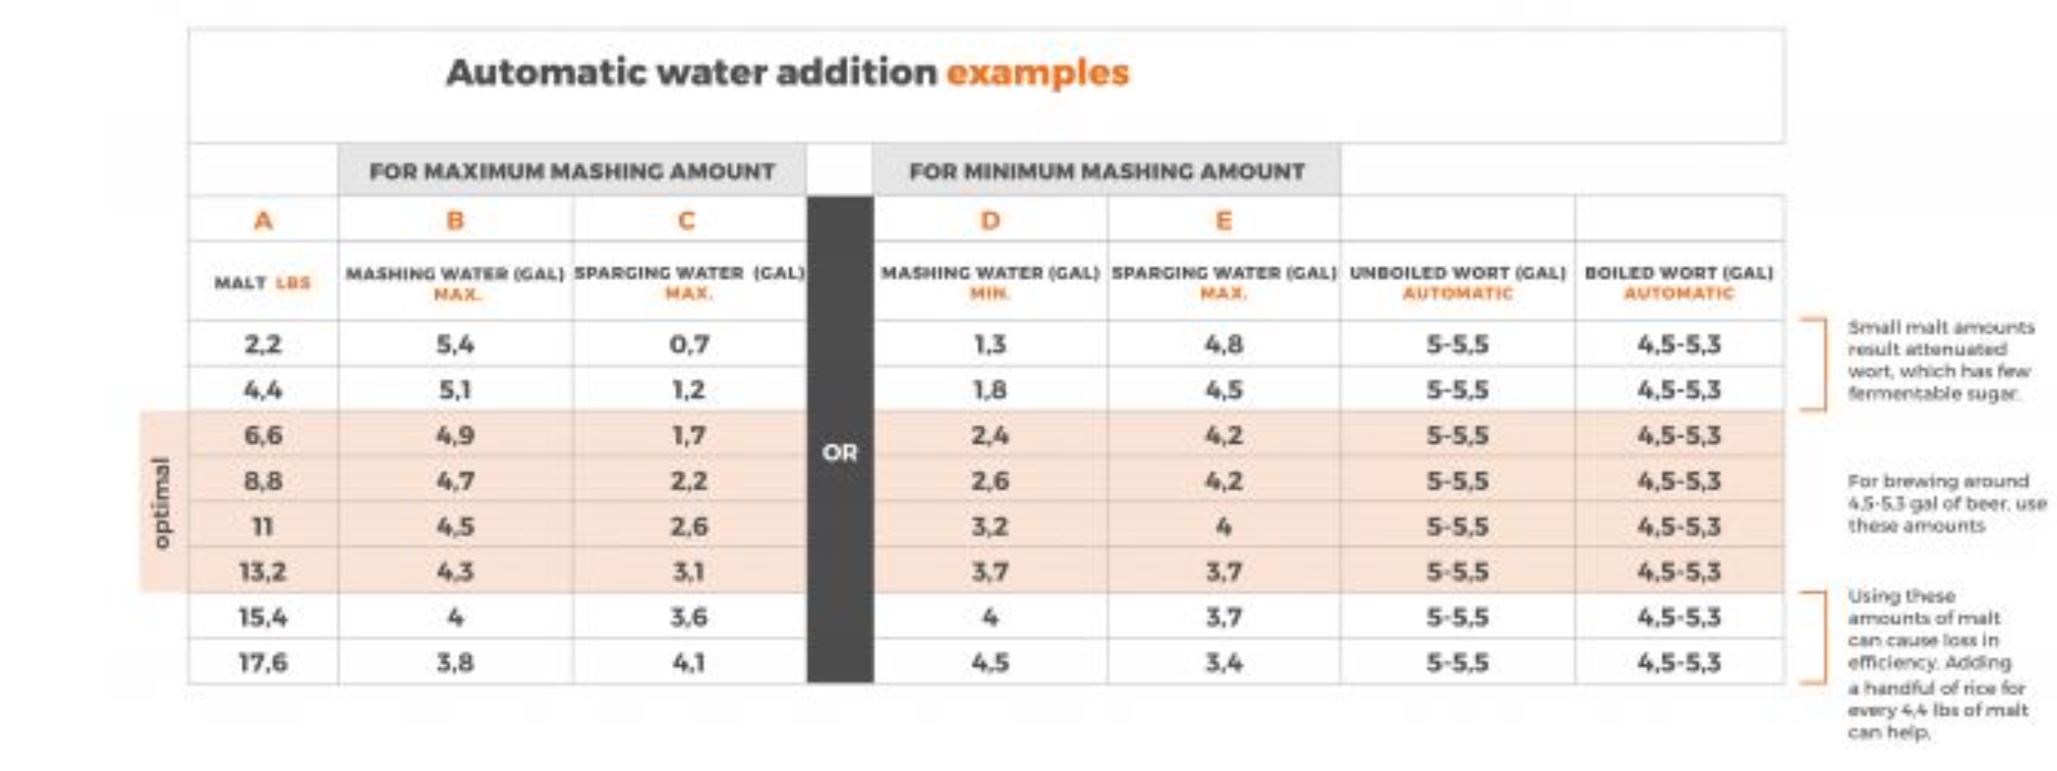 Automatic water addition examples
FOR MAXIMUM MASHING AMOUNT FOR MINIMUM MASHING AMOUNT
A B C D E
MALT LBS MASHING WATER (GAL) MAX. SPARGING WATER (GAL) MAX. MASHING WATER (GAL) MIN. SPARGING WATER (GAL) MAX. UNBOILED WORT (GAL) AUTOMATIC BOILED WORT (GAL) AUTOMATIC
2,2 5,4 0,7 1,3 4,8 5-5,5 4,5-5,3
4,4 5,1 1,2 1,8 4,5 5-5,5 4,5-5,3
6,6 4,9 1,7 2,4 4,2 5-5,5 4,5-5,3
OR
8,8 4,7 2,2 2,6 4,2 5-5,5 4,5-5,3
11 4,5 2,6 3,2 4 5-5,5 4,5-5,3
13,2 4,3 3,1 3,7 3,7 5-5,5 4,5-5,3
15,4 4 3,6 4 3,7 5-5,5 4,5-5,3
17,6 3,8 4,1 4,5 3,4 5-5,5 4,5-5,3
optimal
Small malt amounts
result attenuated
wort, which has few
fermentable sugar.
For brewing around
4,5-5,3 gal of beer, use
these amounts
Using these
amounts of malt
can cause loss in
efficiency. Adding
a handful of rice for
every 4,4 lbs of malt
can help.